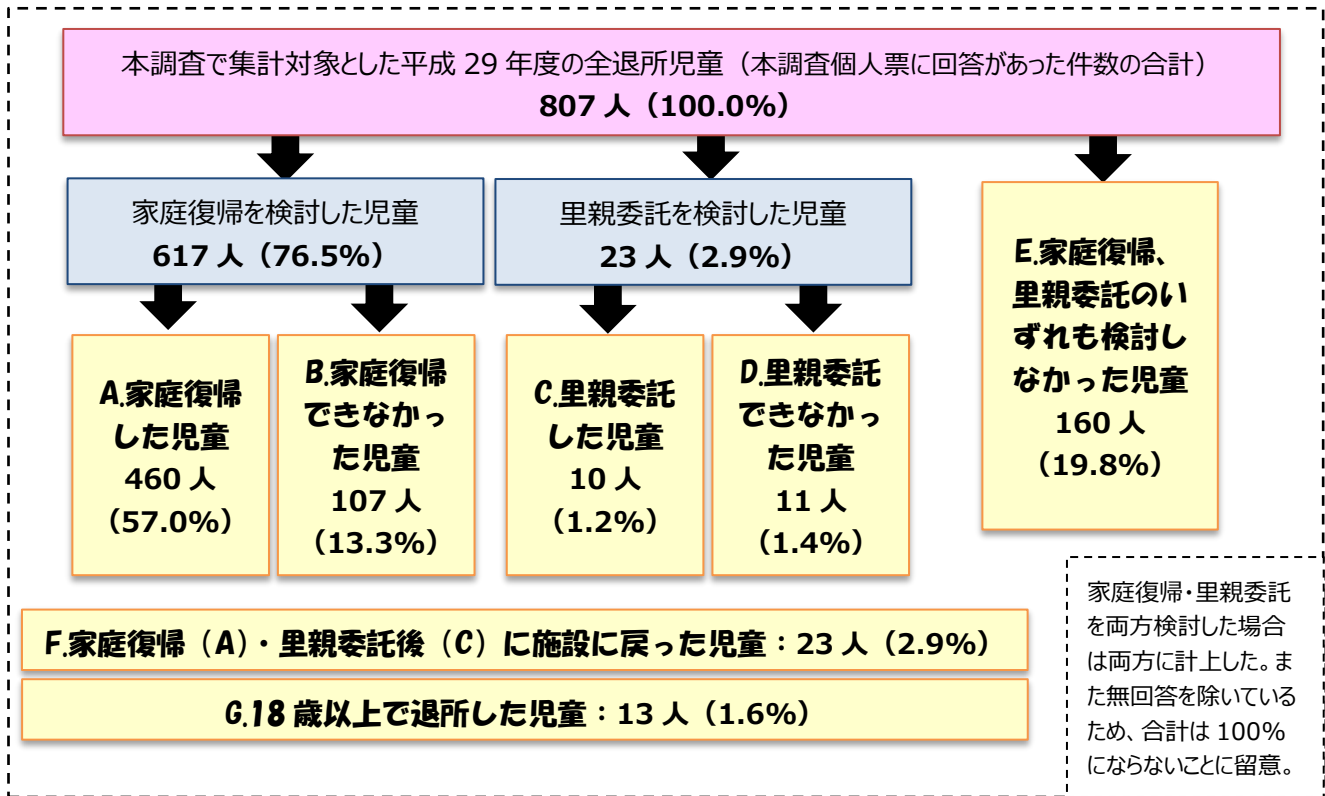 本調査で集計対象とした平成 29 年度の全退所児童（本調査個人票に回答があった件数の合計）
807 人（100.0%）
家庭復帰を検討した児童
617 人（76.5%）
里親委託を検討した児童
23 人（2.9%）
E.家庭復帰、
里親委託のい
ずれも検討し
なかった児童
160 人
（19.8%）
A.家庭復帰
した児童
460 人
（57.0%）
B.家庭復帰
できなかっ
た児童
107 人
（13.3%）
C.里親委託
した児童
10 人
（1.2%）
D.里親委託
できなかっ
た児童
11 人
（1.4%）
F.家庭復帰（A）・里親委託後（C）に施設に戻った児童：23 人（2.9%）
G.18 歳以上で退所した児童：13 人（1.6%）
家庭復帰・里親委託
を両方検討した場合
は両方に計上した。ま
た無回答を除いている
ため、合計は 100%
にならないことに留意。